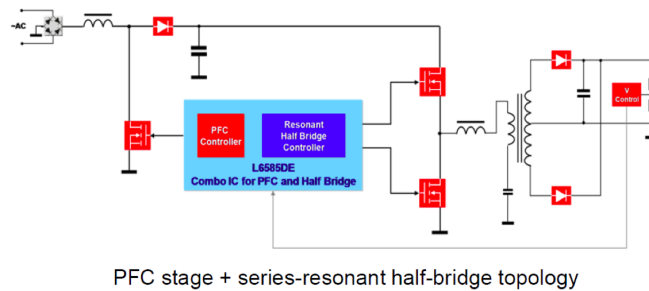 ~AC
PFC
Controller
Resonant
Half Bridge
Controller
L6585DE
Combo IC for PFC and Half Bridge
V
Control
PFC stage + series-resonant half-bridge topology